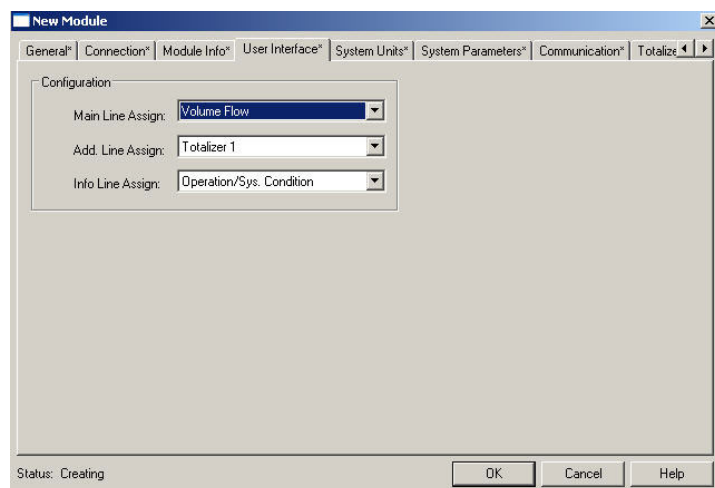 New Module
General* Connection* Module Info* User Interface* System Units* System Parameters* Communication* Totalize
Configuration
Main Line Assign: Volume Flow
Add. Line Assign: Totalizer 1
Info Line Assign: Operation/Sys. Condition
Status: Creating OK Cancel Help